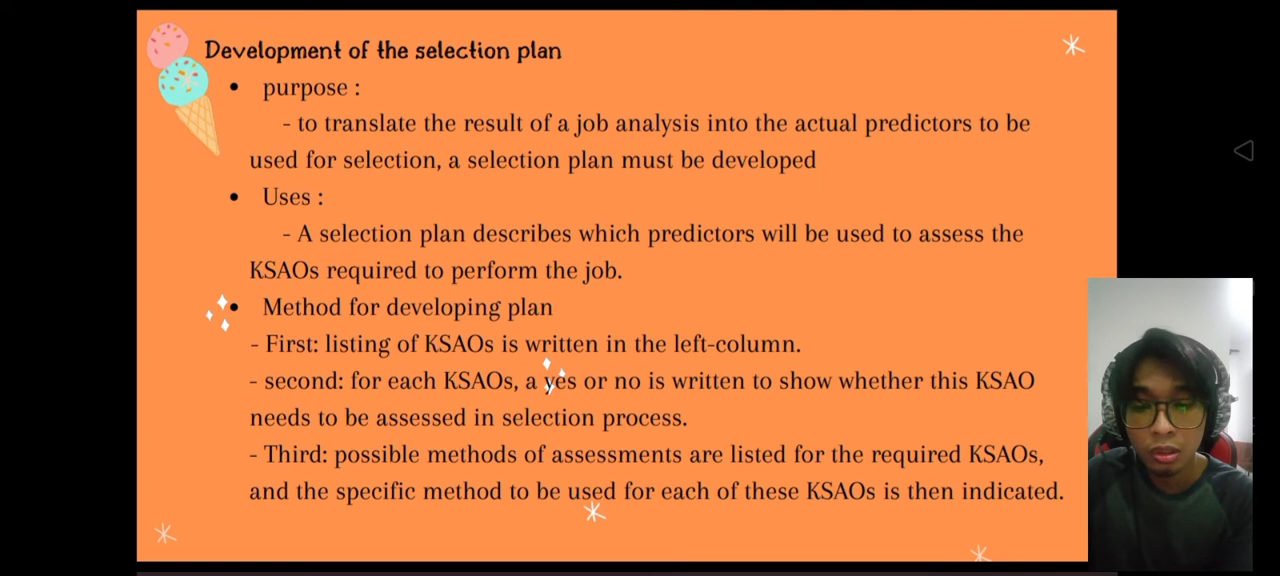 Development of the selection plan
• purpose :
- to translate the result of a job analysis into the actual predictors to be
used for selection, a selection plan must be developed
• Uses :
- A selection plan describes which predictors will be used to assess the
KSAOs required to perform the job.
• Method for developing plan
- First: listing of KSAOs is written in the left-column.
- second: for each KSAOs, a yes or no is written to show whether this KSAO
needs to be assessed in selection process.
- Third: possible methods of assessments are listed for the required KSAOs,
and the specific method to be used for each of these KSAOs is then indicated.